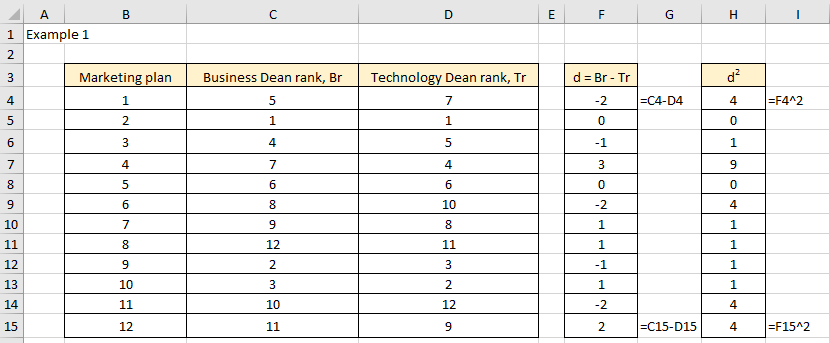 A B C D E F G H I
1 Example 1
2
3 Marketing plan Business Dean rank, Br Technology Dean rank, Tr d = Br - Tr d²
4 1 5 7 -2 =C4-D4 4 =F4^2
5 2 1 1 0 0
6 3 4 5 -1 1
7 4 7 4 3 9
8 5 6 6 0 0
9 6 8 10 -2 4
10 7 9 8 1 1
11 8 12 11 1 1
12 9 2 3 -1 1
13 10 3 2 1 1
14 11 10 12 -2 4
15 12 11 9 2 =C15-D15 4 =F15^2